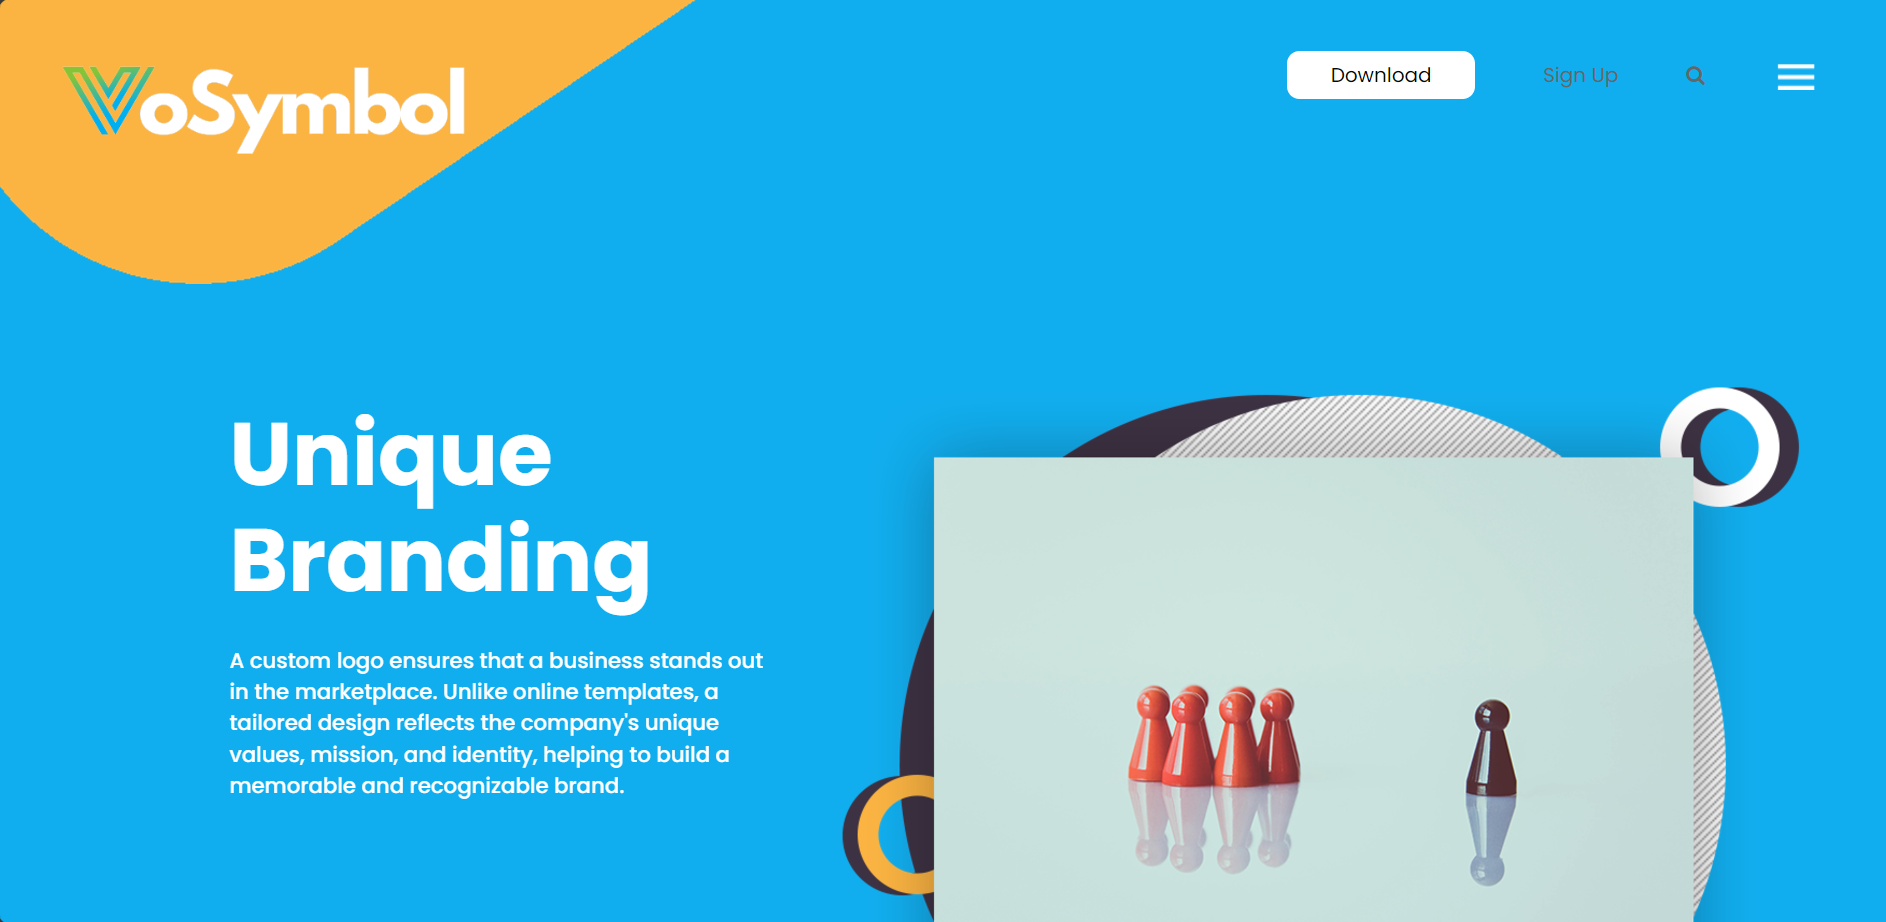 VoSymbol
Download
Sign Up
Unique
Branding
A custom logo ensures that a business stands out
in the marketplace. Unlike online templates, a
tailored design reflects the company's unique
values, mission, and identity, helping to build a
memorable and recognizable brand.